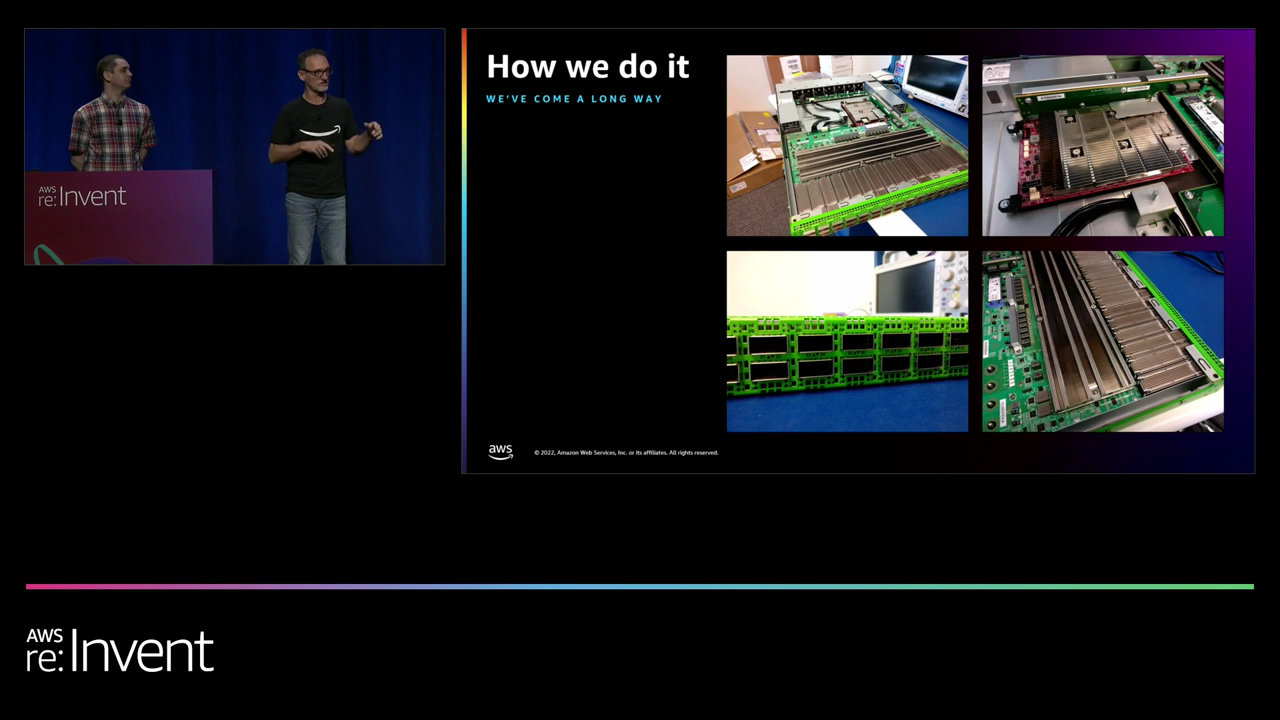 AWS
re:Invent
How we do it
WE'VE COME A LONG WAY
aws
© 2022, Amazon Web Services, Inc. or its affiliates. All rights reserved.
AWS
re:Invent